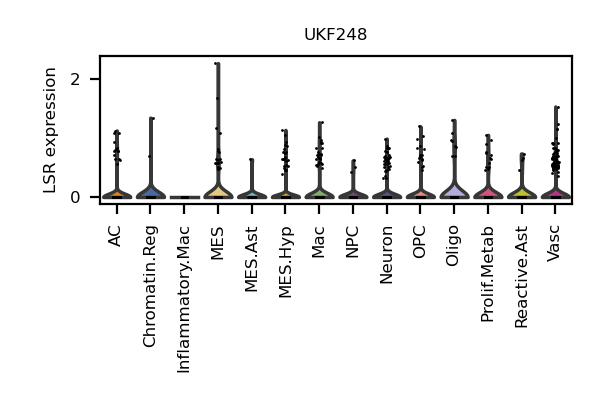 UKF248
LSR expression
2
0
AC
Chromatin.Reg
Inflammatory.Mac
MES
MES.Ast
MES.Hyp
Mac
NPC
Neuron
OPC
Oligo
Prolif.Metab
Reactive.Ast
Vasc